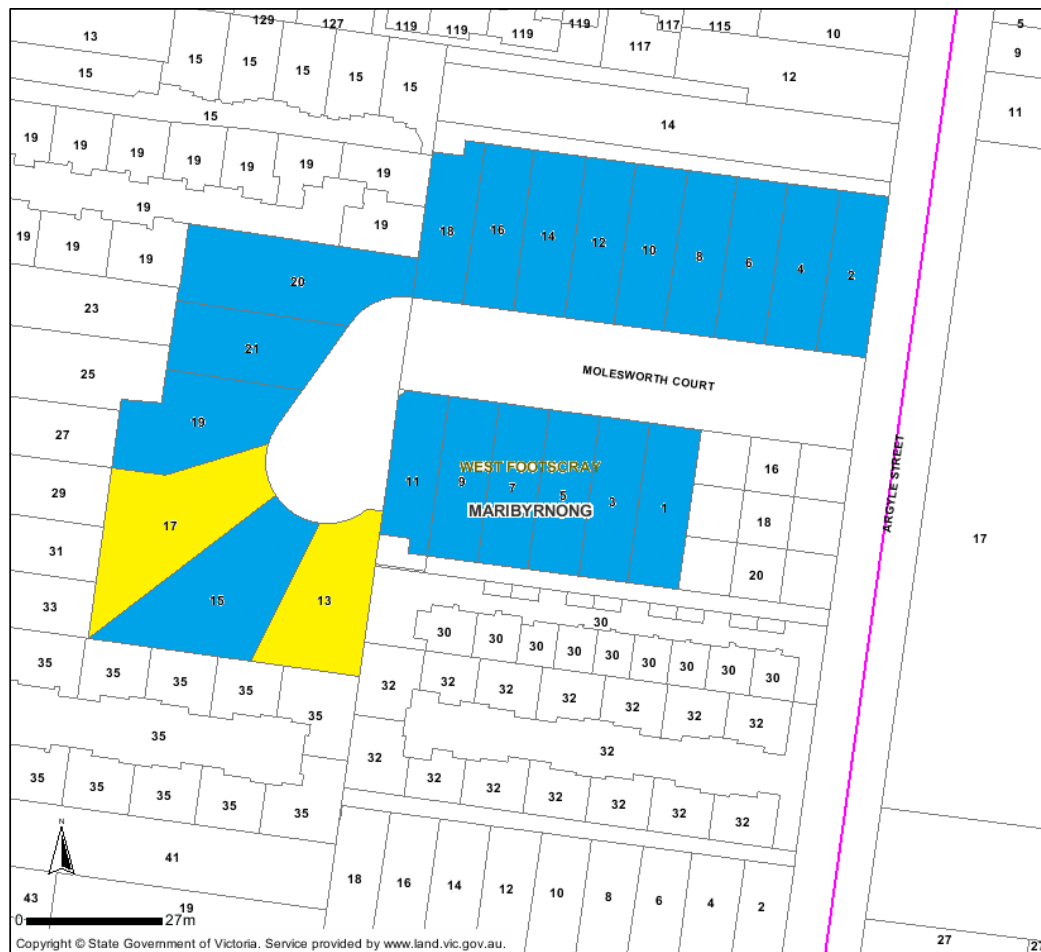 129 127 119 119 119 119 117 115 5
13 15 15 15 15 15 117 10 9
15 12
15 14 11
19 19 19 19 19 19 19
19 19
19 19 19
18 16 14 12 10 8 6 4 2
20
23
21
25
MOLESWORTH COURT
19
27
16
ARGYLE STREET
WEST FOOTSCRAY
11 9 7 5 3 1
MARIBYRNONG
29
17
18
17
31
20
15 13
33
30
30 30 30 30 30 30 30 30 30
35 35 35 35 35
32 32 32 32 32 32 32
35
32
32
35 35 35 35 35
32 32 32 32 32 32
41
18 16 14 12 10 8 6 4 2
N
43 19
0 27m
27 27
Copyright © State Government of Victoria. Service provided by www.land.vic.gov.au.